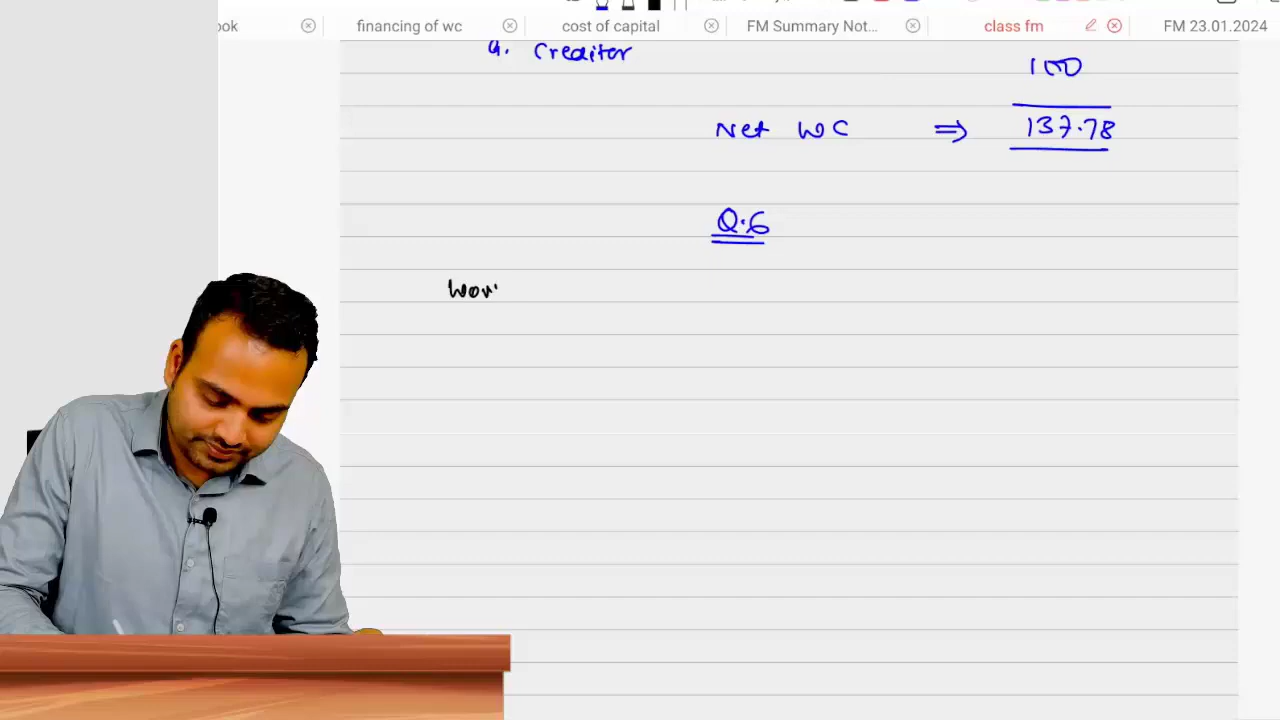 ook financing of wc cost of capital FM Summary Not... class fm FM 23.01.2024
a. Creditor 100
Net WC ⇒ 137.78
Q.6
Wor